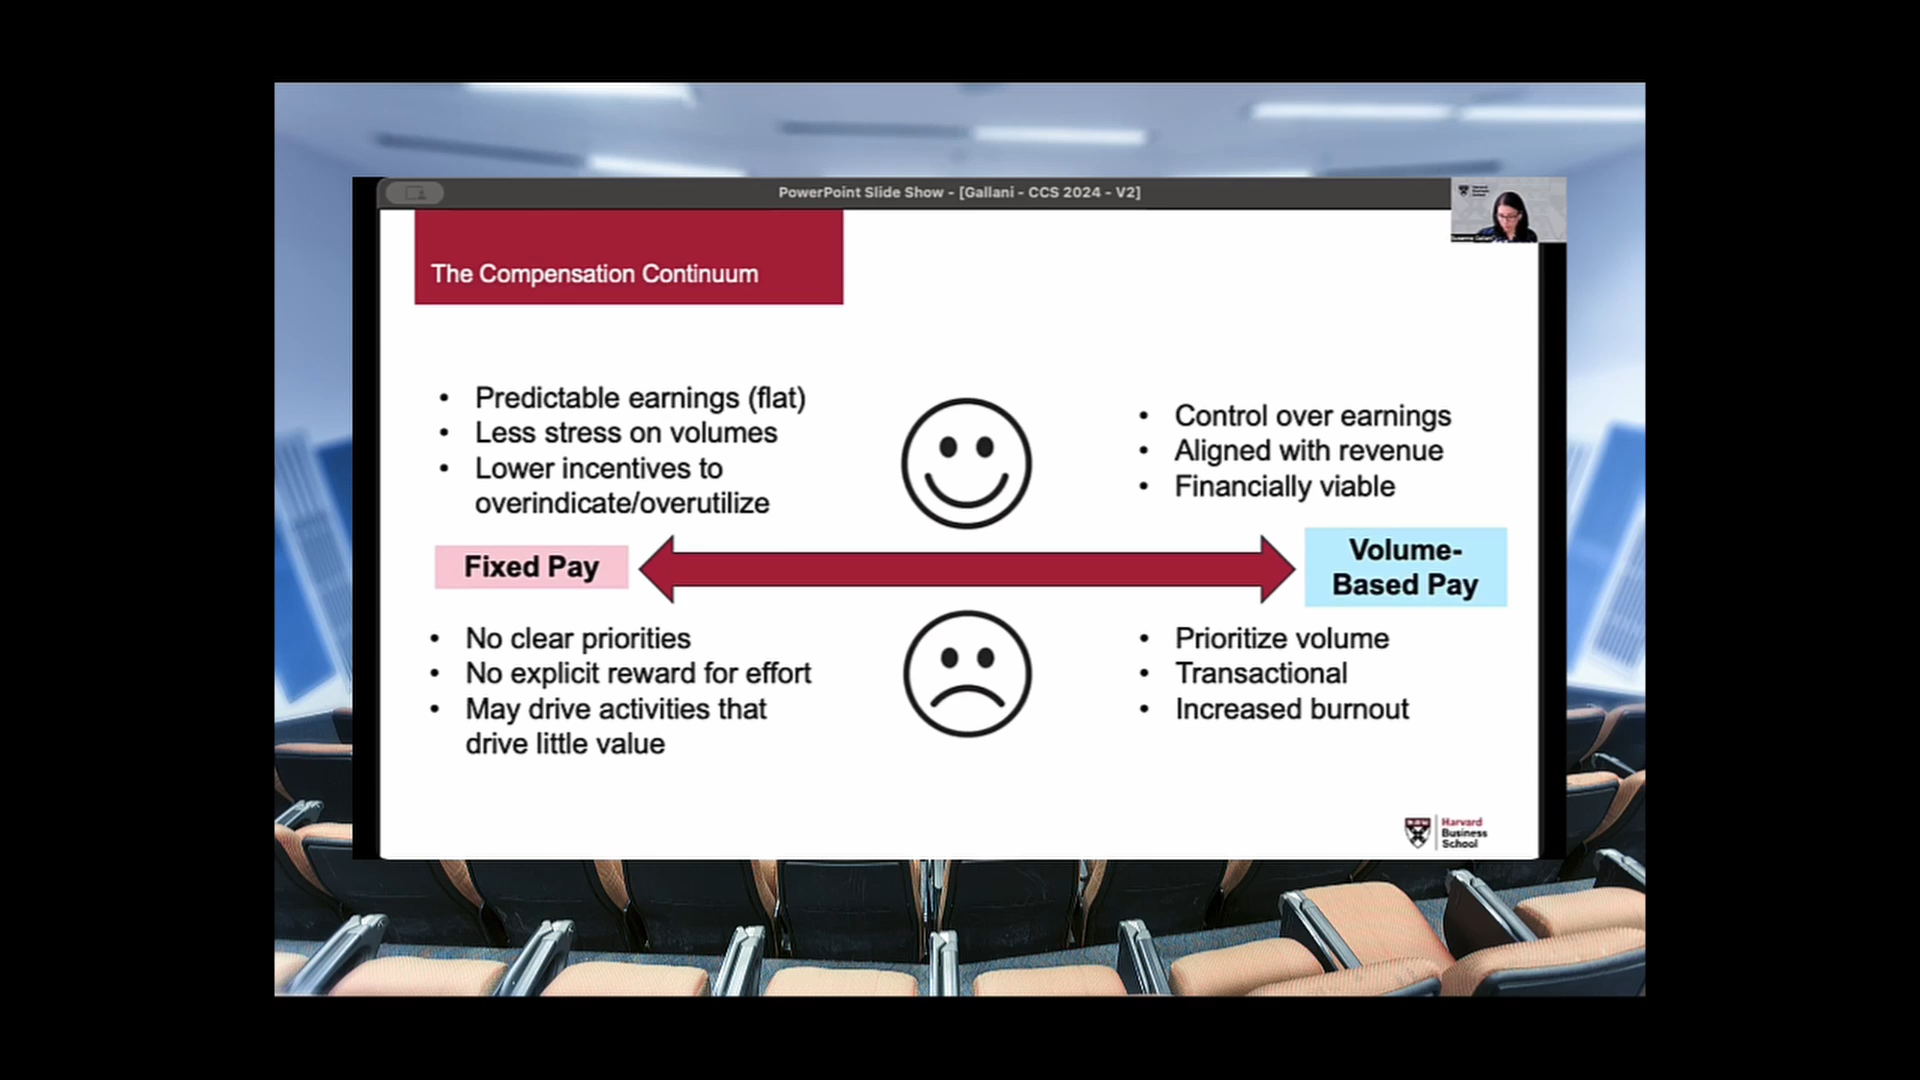 PowerPoint Slide Show - [Gallani - CCS 2024 - V2]
Harvard
Business
School
The Compensation Continuum
• Predictable earnings (flat)
• Less stress on volumes
• Lower incentives to
overindicate/overutilize
• Control over earnings
• Aligned with revenue
• Financially viable
Fixed Pay
Volume-
Based Pay
• No clear priorities
• No explicit reward for effort
• May drive activities that
drive little value
• Prioritize volume
• Transactional
• Increased burnout
Harvard
Business
School